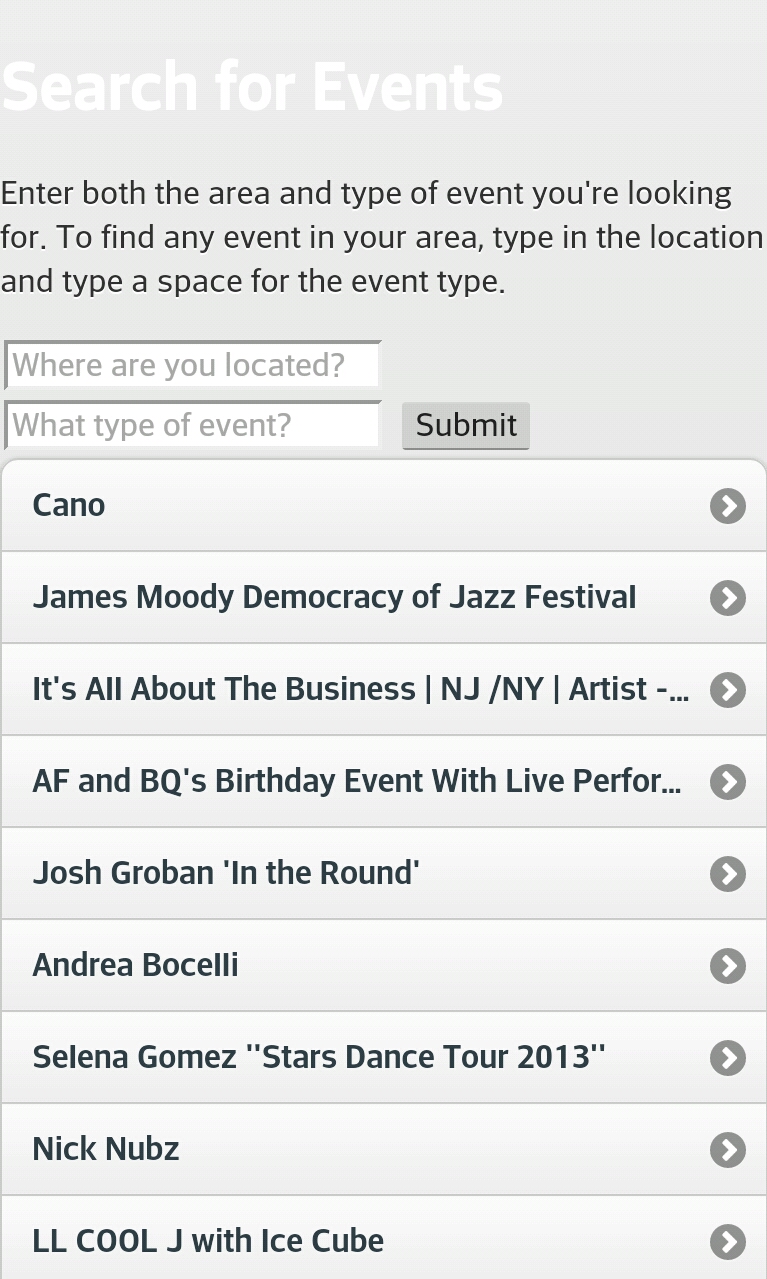 Search for Events
Enter both the area and type of event you're looking
for. To find any event in your area, type in the location
and type a space for the event type.
Where are you located?
What type of event?
Submit
Cano
James Moody Democracy of Jazz Festival
It's All About The Business | NJ /NY | Artist -...
AF and BQ's Birthday Event With Live Perfor...
Josh Groban 'In the Round'
Andrea Bocelli
Selena Gomez "Stars Dance Tour 2013"
Nick Nubz
LL COOL J with Ice Cube